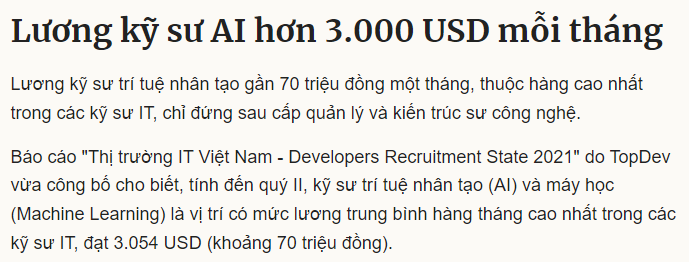 Lương kỹ sư AI hơn 3.000 USD mỗi tháng
Lương kỹ sư trí tuệ nhân tạo gần 70 triệu đồng một tháng, thuộc hàng cao nhất
trong các kỹ sư IT, chỉ đứng sau cấp quản lý và kiến trúc sư công nghệ.
Báo cáo "Thị trường IT Việt Nam - Developers Recruitment State 2021" do TopDev
vừa công bố cho biết, tính đến quý II, kỹ sư trí tuệ nhân tạo (AI) và máy học
(Machine Learning) là vị trí có mức lương trung bình hàng tháng cao nhất trong các
kỹ sư IT, đạt 3.054 USD (khoảng 70 triệu đồng).